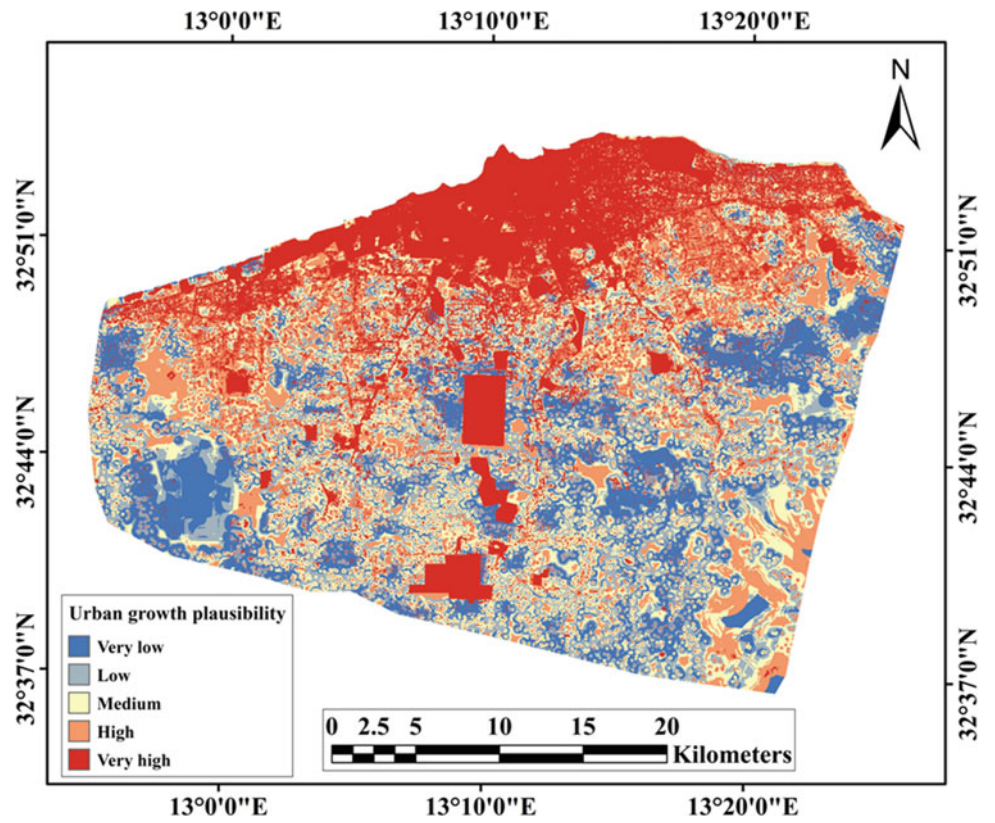 13°0'0"E 13°10'0"E 13°20'0"E
N
32°51'0"N
32°51'0"N
32°44'0"N
32°44'0"N
32°37'0"N
32°37'0"N
Urban growth plausibility
Very low
Low
Medium
High
Very high
0 2.5 5 10 15 20
Kilometers
13°0'0"E 13°10'0"E 13°20'0"E